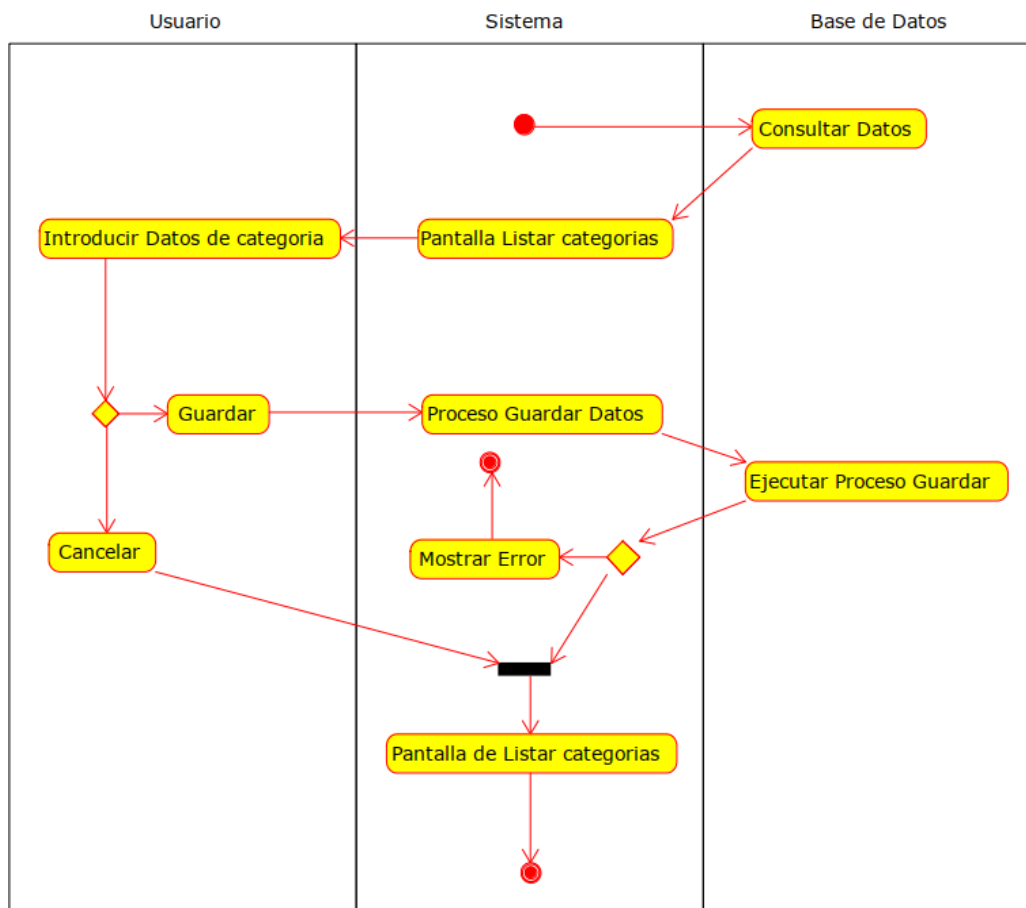 Usuario
Sistema
Base de Datos
Consultar Datos
Introducir Datos de categoria
Pantalla Listar categorias
Guardar
Proceso Guardar Datos
Ejecutar Proceso Guardar
Cancelar
Mostrar Error
Pantalla de Listar categorias